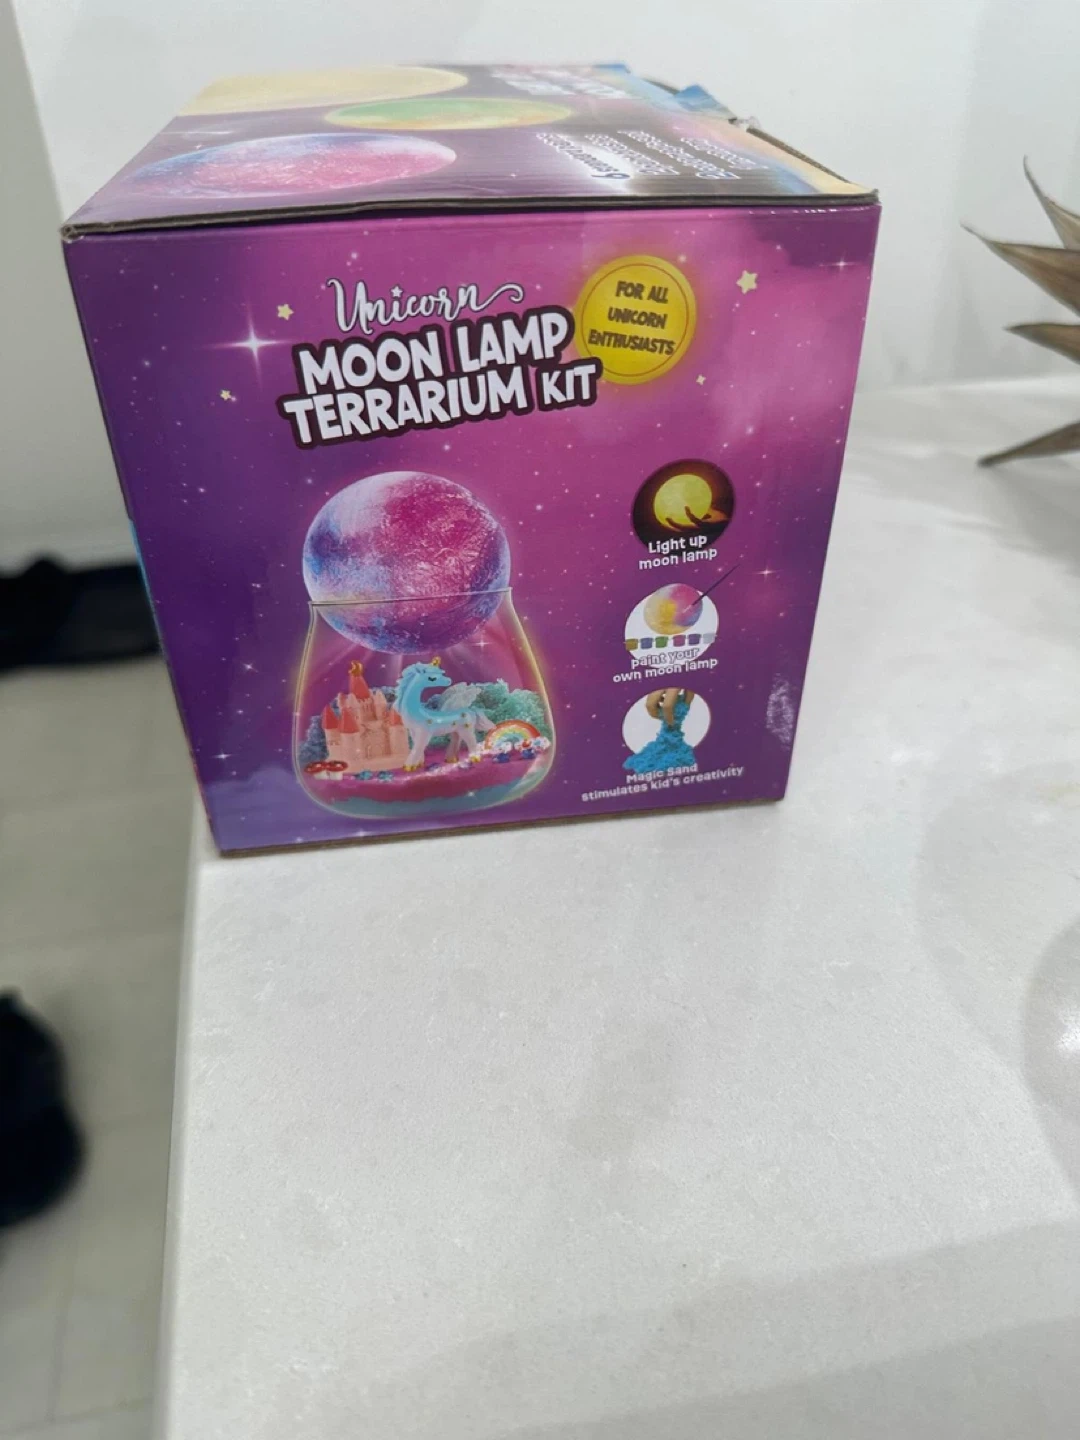 Unicorn
MOON LAMP
TERRARIUM KIT
FOR ALL
UNICORN
ENTHUSIASTS
Light up
moon lamp
paint your
own moon lamp
Magic Sand
stimulates kid's creativity